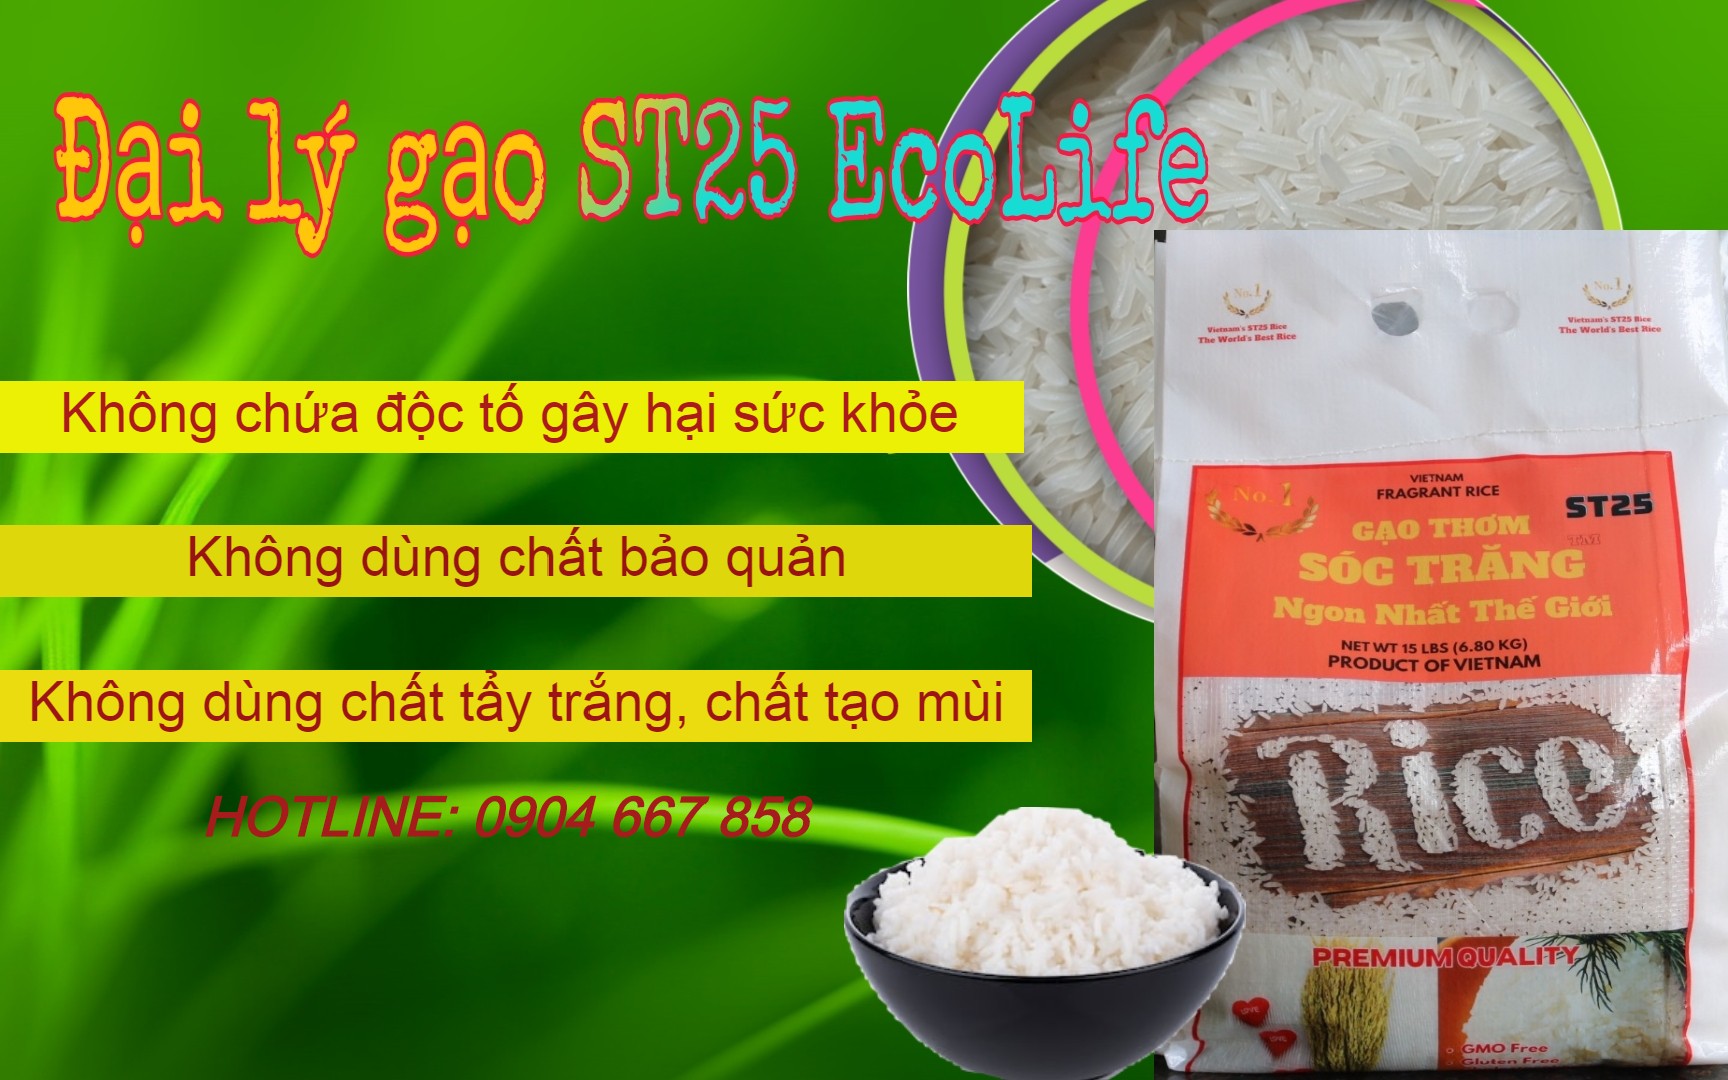 Đại lý gạo ST25 EcoLife
Không chứa độc tố gây hại sức khỏe
Không dùng chất bảo quản
Không dùng chất tẩy trắng, chất tạo mùi
HOTLINE: 0904 667 858
No.1
Vietnam's ST25 Rice
The World's Best Rice
No.1
Vietnam's ST25 Rice
The World's Best Rice
No.1
VIETNAM
FRAGRANT RICE
ST25
TM
GẠO THƠM
SÓC TRĂNG
Ngon Nhất Thế Giới
NET WT 15 LBS (6.80 KG)
PRODUCT OF VIETNAM
Rice
PREMIUM QUALITY
LOVE
GMO Free
Gluten Free